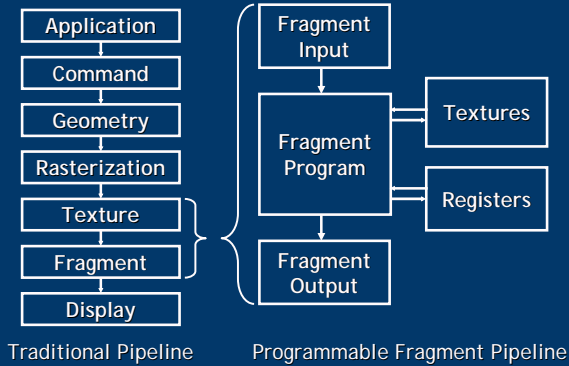 Application
Command
Geometry
Rasterization
Texture
Fragment
Display
Traditional Pipeline
Fragment
Input
Fragment
Program
Fragment
Output
Textures
Registers
Programmable Fragment Pipeline